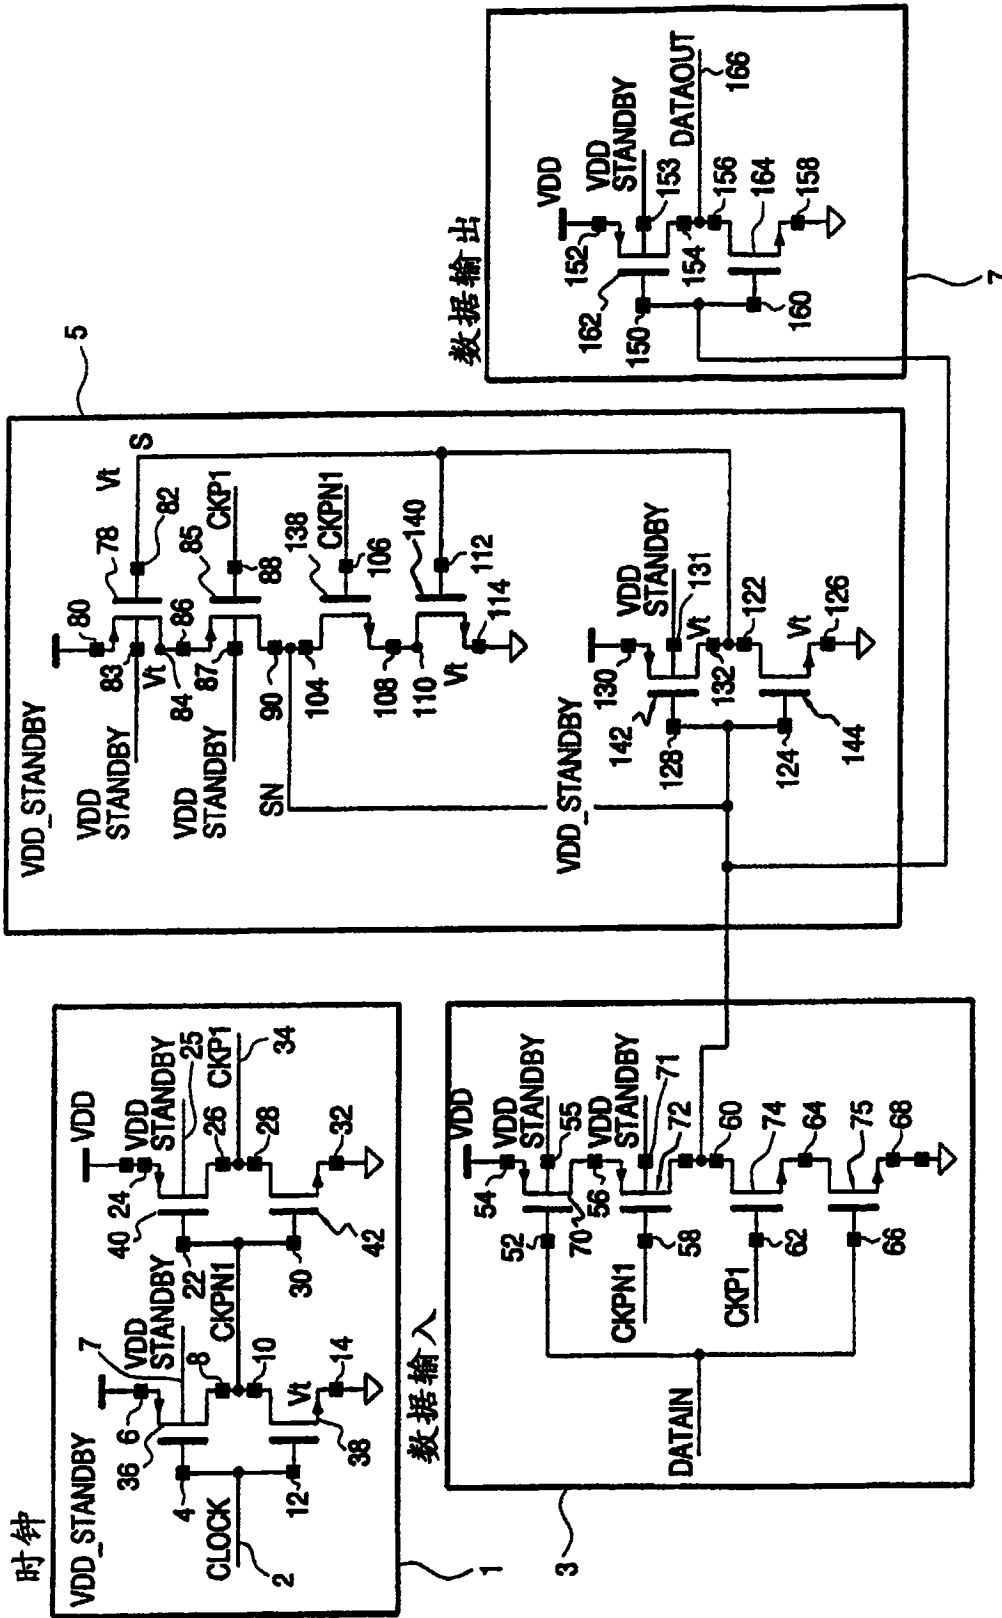 时钟
VDD_STANDBY
VDD
VDD
STANDBY
6
7
36
4
8
CKPN1
10
CLOCK
2
12
Vt
14
38
VDD
VDD
STANDBY
24
25
40
22
26
CKP1
34
28
30
32
42
1
数据输入
VDD
VDD
STANDBY
54
55
52
70
VDD
STANDBY
56
71
CKPN1
58
72
60
CKP1
62
74
64
75
66
68
DATAIN
3
5
VDD_STANDBY
80
78
Vt
S
VDD
STANDBY
83
82
Vt
84
86
85
CKP1
VDD
STANDBY
87
88
90
SN
104
138
CKPN1
106
108
110
140
112
Vt
114
VDD_STANDBY
VDD
STANDBY
130
131
142
128
Vt
132
122
124
Vt
126
144
数据输出
VDD
VDD
STANDBY
152
153
162
150
154
DATAOUT
166
156
164
160
158
7